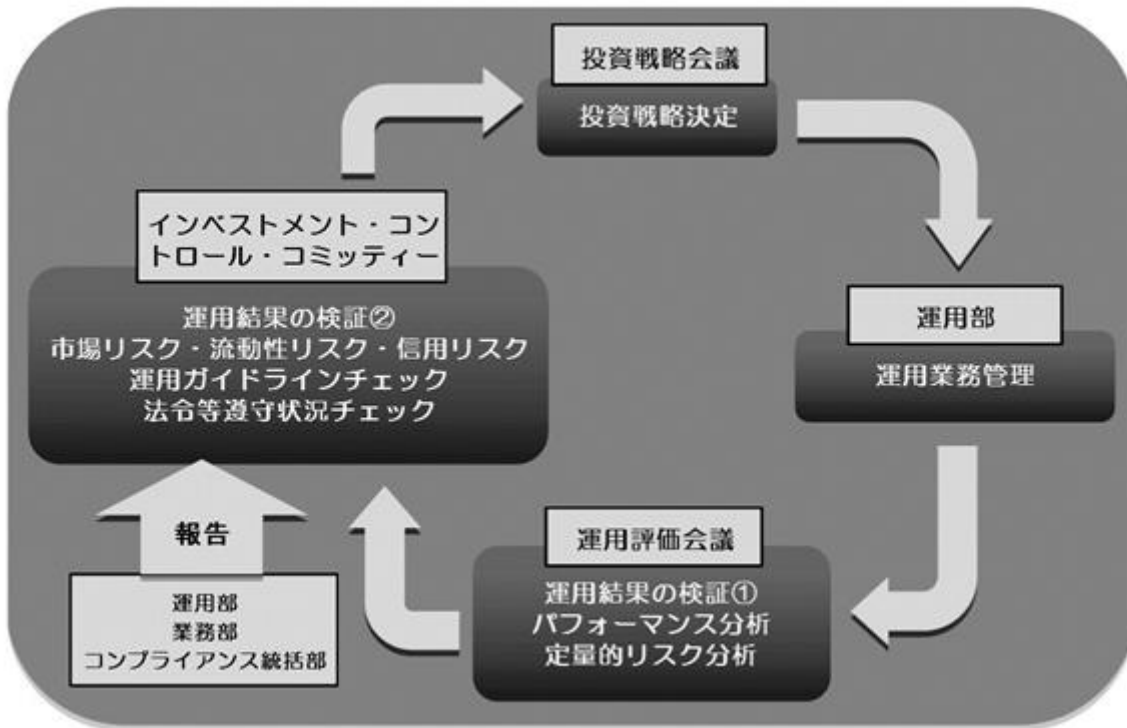 投資戦略会議
投資戦略決定
運用部
運用業務管理
運用評価会議
運用結果の検証①
パフォーマンス分析
定量的リスク分析
インベストメント・コン
トロール・コミッティー
運用結果の検証②
市場リスク・流動性リスク・信用リスク
運用ガイドラインチェック
法令等遵守状況チェック
報告
運用部
業務部
コンプライアンス統括部